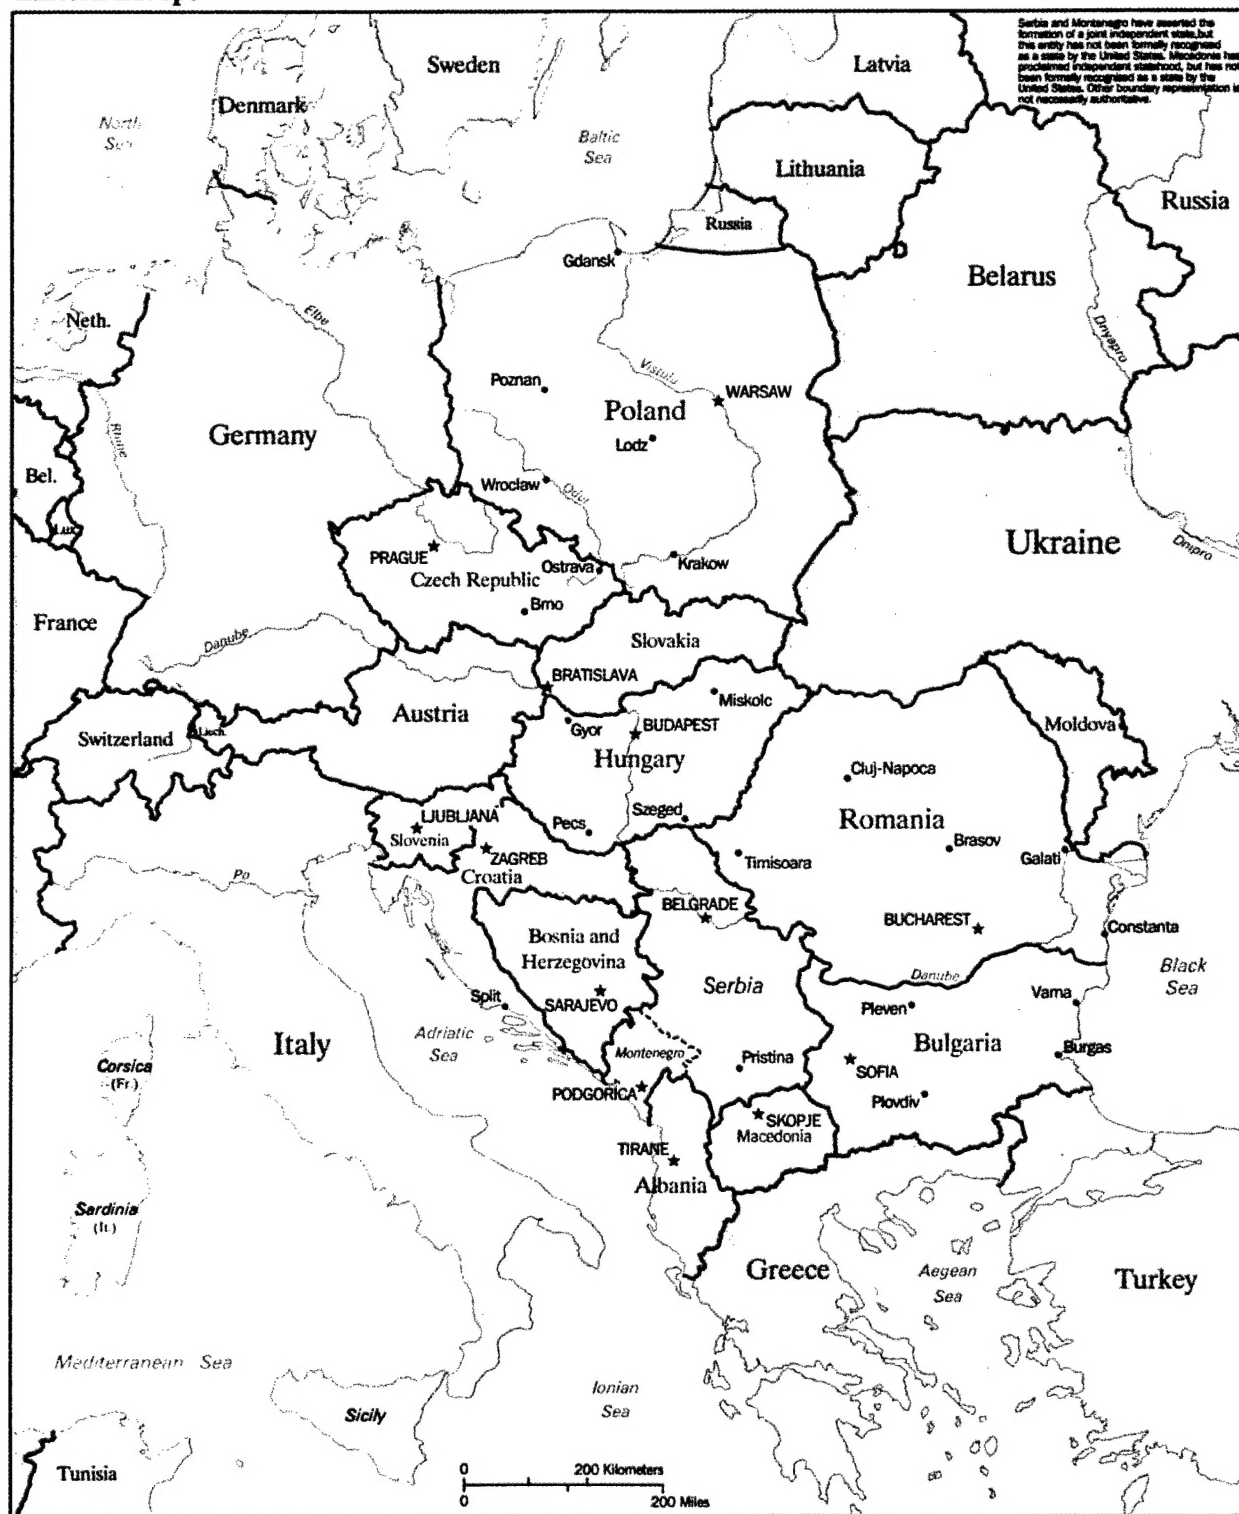 Serbia and Montenegro have asserted the
formation of a joint independent state,but
this entity has not been formally recognized
as a state by the United States. Macedonia has
proclaimed independent statehood, but has not
been formally recognized as a state by the
United States. Other boundary representation is
not necessarily authoritative.
Sweden
Latvia
Denmark
North
Sea
Baltic
Sea
Lithuania
Russia
Russia
Gdansk
Belarus
Neth.
Elbe
Dnyapro
Vistula
Poznan
WARSAW
Poland
Germany
Rhine
Lodz
Bel.
Wroclaw
Oder
Lux.
Ukraine
Dnipro
PRAGUE
Ostrava
Krakow
Czech Republic
Brno
France
Danube
Slovakia
BRATISLAVA
Miskolc
Austria
Gyor
BUDAPEST
Moldova
Switzerland
Liech.
Hungary
Cluj-Napoca
LJUBLJANA
Szeged
Pecs
Romania
Slovenia
ZAGREB
Timisoara
Brasov
Galati
Po
Croatia
BELGRADE
BUCHAREST
Constanta
Bosnia and
Herzegovina
Black
Sea
Danube
Serbia
Split
SARAJEVO
Varna
Pleven
Adriatic
Sea
Italy
Montenegro
Pristina
Bulgaria
Burgas
Corsica
(Fr.)
SOFIA
PODGORICA
Plovdiv
SKOPJE
Macedonia
TIRANE
Albania
Sardinia
(It.)
Greece
Aegean
Sea
Turkey
Mediterranean Sea
Ionian
Sea
Sicily
Tunisia
0 200 Kilometers
0 200 Miles